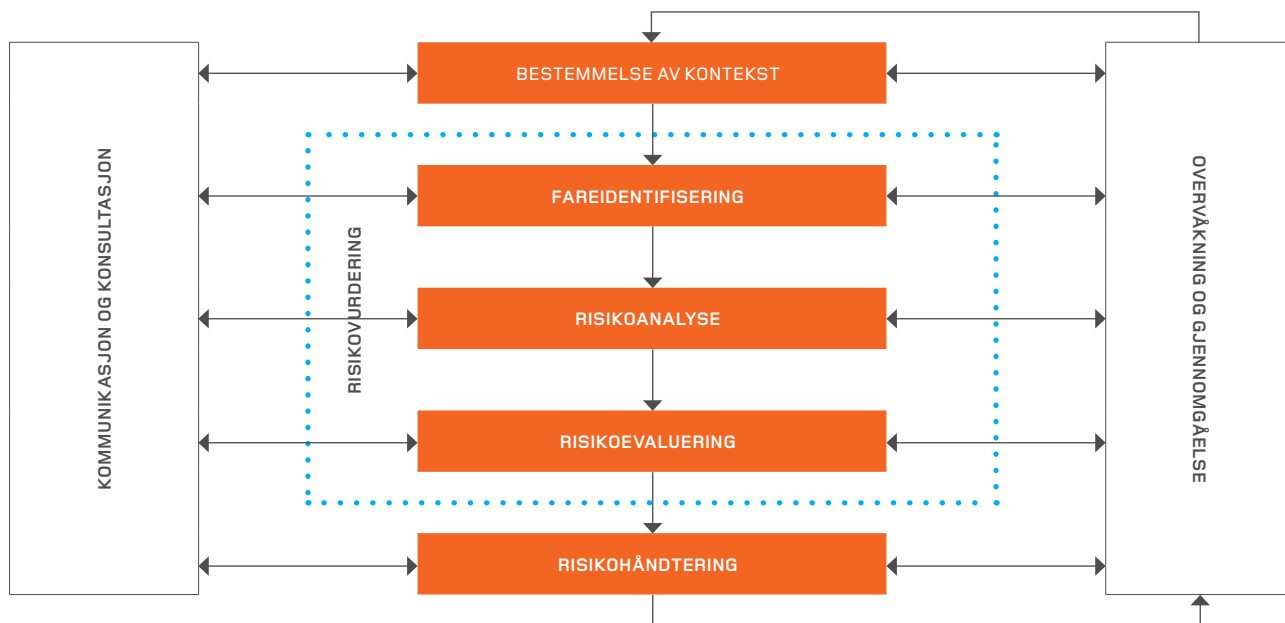 BESTEMMELSE AV KONTEKST
KOMMUNIKASJON OG KONSULTASJON
FAREIDENTIFISERING
RISIKOVURDERING
RISIKOANALYSE
RISIKOEVALUERING
RISIKOHÅNDTERING
OVERVÅKNING OG GJENNOMGÅELSE